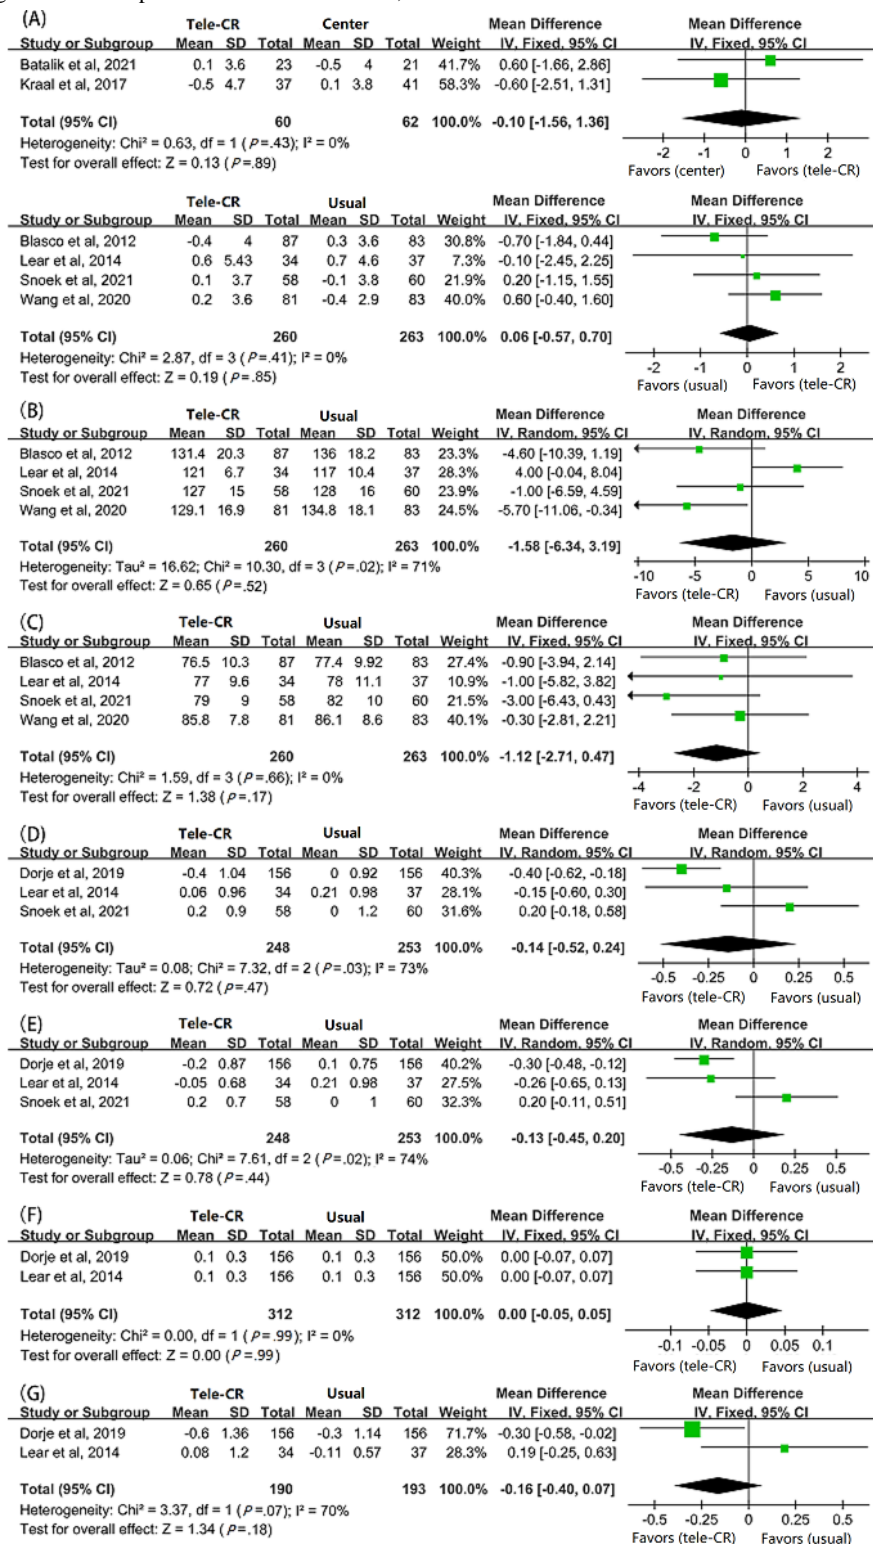 (A)
Tele-CR Center Mean Difference Mean Difference
Study or Subgroup Mean SD Total Mean SD Total Weight IV, Fixed, 95% CI IV, Fixed, 95% CI
Batalik et al, 2021 0.1 3.6 23 -0.5 4 21 41.7% 0.60 [-1.66, 2.86]
Kraal et al, 2017 -0.5 4.7 37 0.1 3.8 41 58.3% -0.60 [-2.51, 1.31]
Total (95% CI) 60 62 100.0% -0.10 [-1.56, 1.36]
Heterogeneity: Chi² = 0.63, df = 1 (P=.43); I² = 0%
Test for overall effect: Z = 0.13 (P=.89)
-2 -1 0 1 2
Favors (center) Favors (tele-CR)
Tele-CR Usual Mean Difference Mean Difference
Study or Subgroup Mean SD Total Mean SD Total Weight IV, Fixed, 95% CI IV, Fixed, 95% CI
Blasco et al, 2012 -0.4 4 87 0.3 3.6 83 30.8% -0.70 [-1.84, 0.44]
Lear et al, 2014 0.6 5.43 34 0.7 4.6 37 7.3% -0.10 [-2.45, 2.25]
Snoek et al, 2021 0.1 3.7 58 -0.1 3.8 60 21.9% 0.20 [-1.15, 1.55]
Wang et al, 2020 0.2 3.6 81 -0.4 2.9 83 40.0% 0.60 [-0.40, 1.60]
Total (95% CI) 260 263 100.0% 0.06 [-0.57, 0.70]
Heterogeneity: Chi² = 2.87, df = 3 (P=.41); I² = 0%
Test for overall effect: Z = 0.19 (P=.85)
-2 -1 0 1 2
Favors (usual) Favors (tele-CR)
(B)
Tele-CR Usual Mean Difference Mean Difference
Study or Subgroup Mean SD Total Mean SD Total Weight IV, Random, 95% CI IV, Random, 95% CI
Blasco et al, 2012 131.4 20.3 87 136 18.2 83 23.3% -4.60 [-10.39, 1.19]
Lear et al, 2014 121 6.7 34 117 10.4 37 28.3% 4.00 [-0.04, 8.04]
Snoek et al, 2021 127 15 58 128 16 60 23.9% -1.00 [-6.59, 4.59]
Wang et al, 2020 129.1 16.9 81 134.8 18.1 83 24.5% -5.70 [-11.06, -0.34]
Total (95% CI) 260 263 100.0% -1.58 [-6.34, 3.19]
Heterogeneity: Tau² = 16.62; Chi² = 10.30, df = 3 (P=.02); I² = 71%
Test for overall effect: Z = 0.65 (P=.52)
-10 -5 0 5 10
Favors (tele-CR) Favors (usual)
(C)
Tele-CR Usual Mean Difference Mean Difference
Study or Subgroup Mean SD Total Mean SD Total Weight IV, Fixed, 95% CI IV, Fixed, 95% CI
Blasco et al, 2012 76.5 10.3 87 77.4 9.92 83 27.4% -0.90 [-3.94, 2.14]
Lear et al, 2014 77 9.6 34 78 11.1 37 10.9% -1.00 [-5.82, 3.82]
Snoek et al, 2021 79 9 58 82 10 60 21.5% -3.00 [-6.43, 0.43]
Wang et al, 2020 85.8 7.8 81 86.1 8.6 83 40.1% -0.30 [-2.81, 2.21]
Total (95% CI) 260 263 100.0% -1.12 [-2.71, 0.47]
Heterogeneity: Chi² = 1.59, df = 3 (P=.66); I² = 0%
Test for overall effect: Z = 1.38 (P=.17)
-4 -2 0 2 4
Favors (tele-CR) Favors (usual)
(D)
Tele-CR Usual Mean Difference Mean Difference
Study or Subgroup Mean SD Total Mean SD Total Weight IV, Random, 95% CI IV, Random, 95% CI
Dorje et al, 2019 -0.4 1.04 156 0 0.92 156 40.3% -0.40 [-0.62, -0.18]
Lear et al, 2014 0.06 0.96 34 0.21 0.98 37 28.1% -0.15 [-0.60, 0.30]
Snoek et al, 2021 0.2 0.9 58 0 1.2 60 31.6% 0.20 [-0.18, 0.58]
Total (95% CI) 248 253 100.0% -0.14 [-0.52, 0.24]
Heterogeneity: Tau² = 0.08; Chi² = 7.32, df = 2 (P=.03); I² = 73%
Test for overall effect: Z = 0.72 (P=.47)
-0.5 -0.25 0 0.25 0.5
Favors (tele-CR) Favors (usual)
(E)
Tele-CR Usual Mean Difference Mean Difference
Study or Subgroup Mean SD Total Mean SD Total Weight IV, Random, 95% CI IV, Random, 95% CI
Dorje et al, 2019 -0.2 0.87 156 0.1 0.75 156 40.2% -0.30 [-0.48, -0.12]
Lear et al, 2014 -0.05 0.68 34 0.21 0.98 37 27.5% -0.26 [-0.65, 0.13]
Snoek et al, 2021 0.2 0.7 58 0 1 60 32.3% 0.20 [-0.11, 0.51]
Total (95% CI) 248 253 100.0% -0.13 [-0.45, 0.20]
Heterogeneity: Tau² = 0.06; Chi² = 7.61, df = 2 (P=.02); I² = 74%
Test for overall effect: Z = 0.78 (P=.44)
-0.5 -0.25 0 0.25 0.5
Favors (tele-CR) Favors (usual)
(F)
Tele-CR Usual Mean Difference Mean Difference
Study or Subgroup Mean SD Total Mean SD Total Weight IV, Fixed, 95% CI IV, Fixed, 95% CI
Dorje et al, 2019 0.1 0.3 156 0.1 0.3 156 50.0% 0.00 [-0.07, 0.07]
Lear et al, 2014 0.1 0.3 156 0.1 0.3 156 50.0% 0.00 [-0.07, 0.07]
Total (95% CI) 312 312 100.0% 0.00 [-0.05, 0.05]
Heterogeneity: Chi² = 0.00, df = 1 (P=.99); I² = 0%
Test for overall effect: Z = 0.00 (P=.99)
-0.1 -0.05 0 0.05 0.1
Favors (tele-CR) Favors (usual)
(G)
Tele-CR Usual Mean Difference Mean Difference
Study or Subgroup Mean SD Total Mean SD Total Weight IV, Fixed, 95% CI IV, Fixed, 95% CI
Dorje et al, 2019 -0.6 1.36 156 -0.3 1.14 156 71.7% -0.30 [-0.58, -0.02]
Lear et al, 2014 0.08 1.2 34 -0.11 0.57 37 28.3% 0.19 [-0.25, 0.63]
Total (95% CI) 190 193 100.0% -0.16 [-0.40, 0.07]
Heterogeneity: Chi² = 3.37, df = 1 (P=.07); I² = 70%
Test for overall effect: Z = 1.34 (P=.18)
-0.5 -0.25 0 0.25 0.5
Favors (tele-CR) Favors (usual)